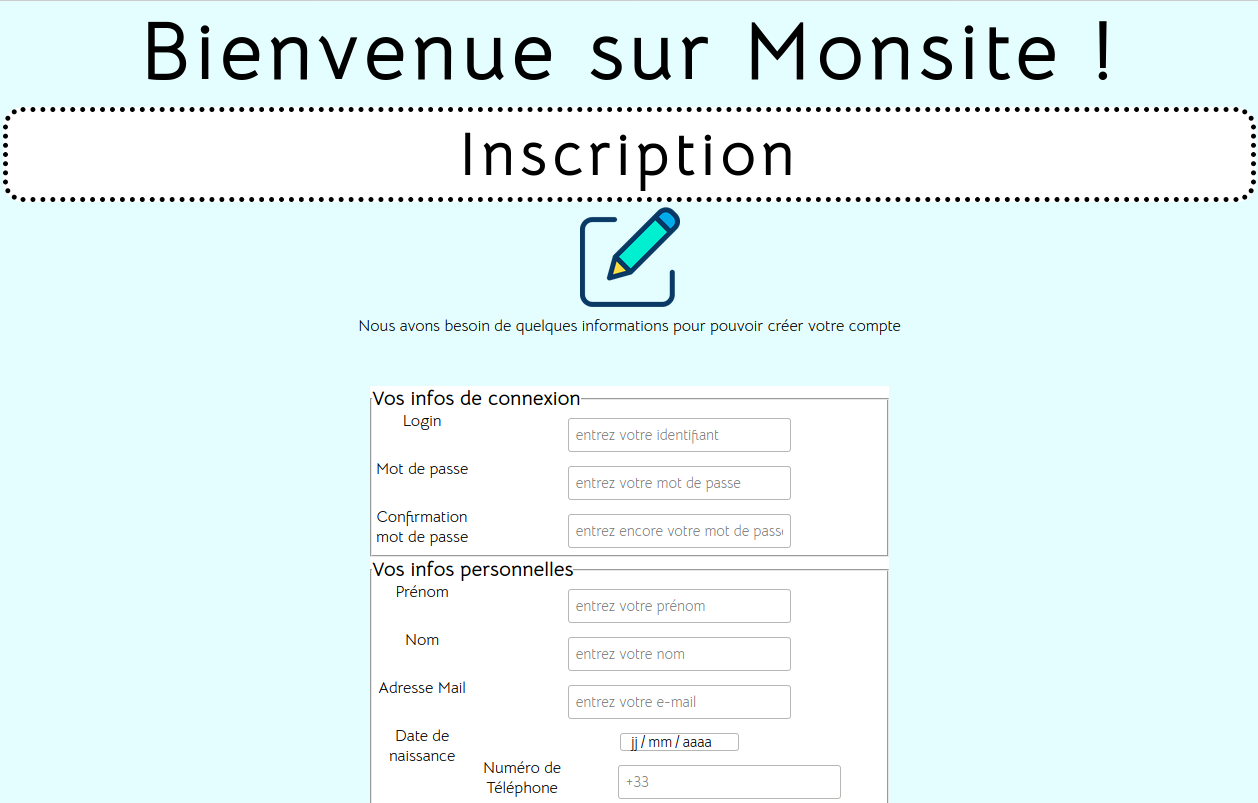 Bienvenue sur Monsite !
Inscription
Nous avons besoin de quelques informations pour pouvoir créer votre compte
Vos infos de connexion
Login
entrez votre identifiant
Mot de passe
entrez votre mot de passe
Confirmation
mot de passe
entrez encore votre mot de passe
Vos infos personnelles
Prénom
entrez votre prénom
Nom
entrez votre nom
Adresse Mail
entrez votre e-mail
Date de
naissance
jj / mm / aaaa
Numéro de
Téléphone
+33